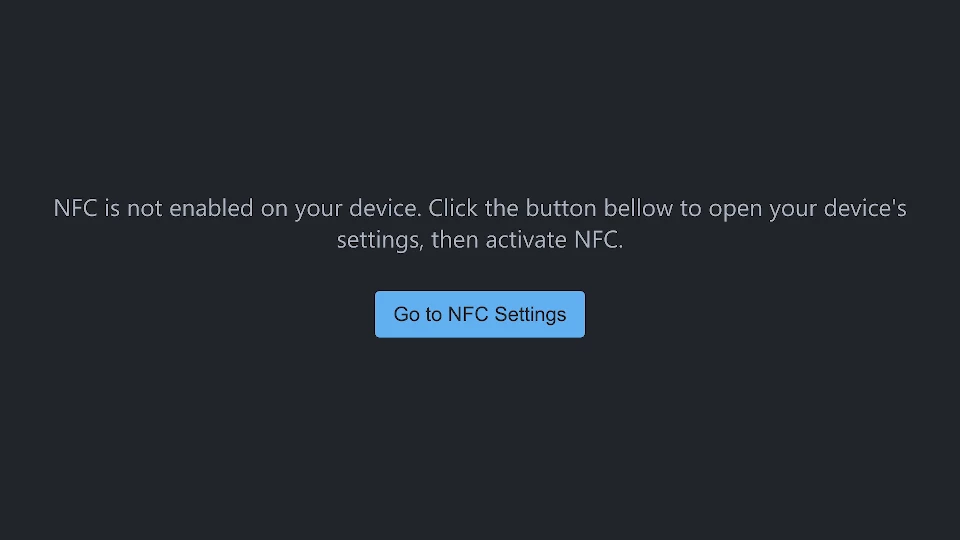 NFC is not enabled on your device. Click the button bellow to open your device's
settings, then activate NFC.
Go to NFC Settings